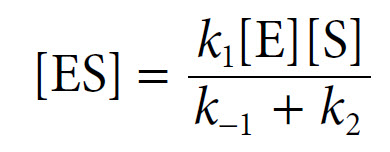 [ES] = k₁[E][S] / k₋₁ + k₂